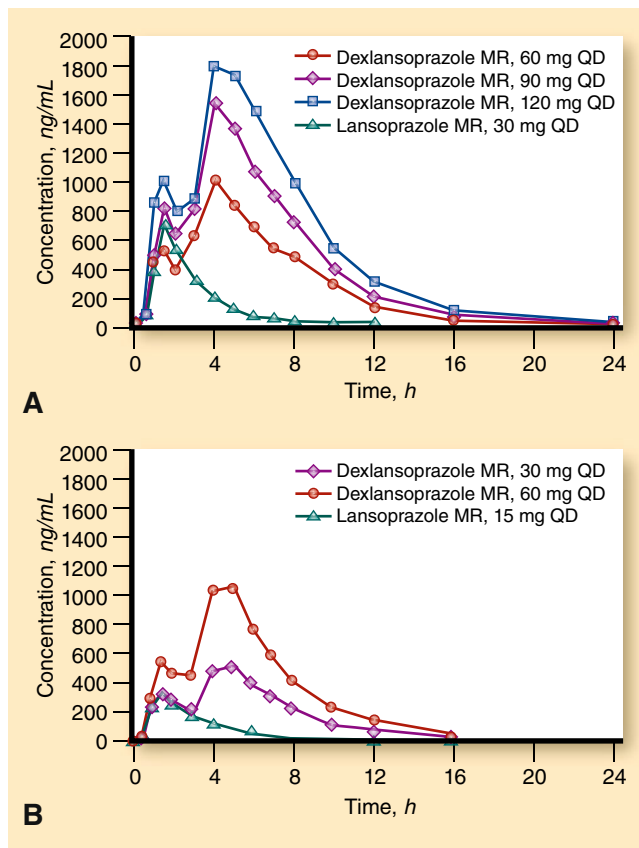 2000
1800
1600
1400
1200
1000
800
600
400
200
0
Concentration, ng/mL
Dexlansoprazole MR, 60 mg QD
Dexlansoprazole MR, 90 mg QD
Dexlansoprazole MR, 120 mg QD
Lansoprazole MR, 30 mg QD
0 4 8 12 16 20 24
Time, h
A
2000
1800
1600
1400
1200
1000
800
600
400
200
0
Concentration, ng/mL
Dexlansoprazole MR, 30 mg QD
Dexlansoprazole MR, 60 mg QD
Lansoprazole MR, 15 mg QD
0 4 8 12 16 20 24
Time, h
B